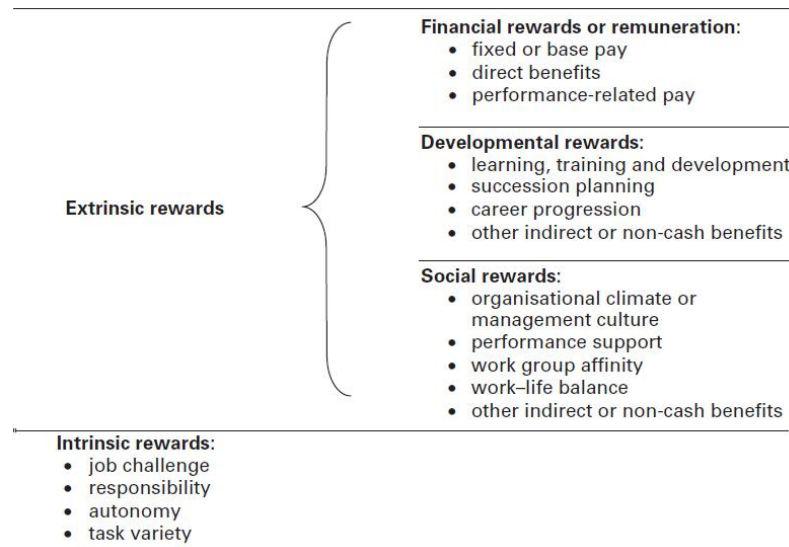 Financial rewards or remuneration:
• fixed or base pay
• direct benefits
• performance-related pay
Developmental rewards:
• learning, training and development
• succession planning
• career progression
• other indirect or non-cash benefits
Extrinsic rewards
Social rewards:
• organisational climate or
management culture
• performance support
• work group affinity
• work–life balance
• other indirect or non-cash benefits
Intrinsic rewards:
• job challenge
• responsibility
• autonomy
• task variety